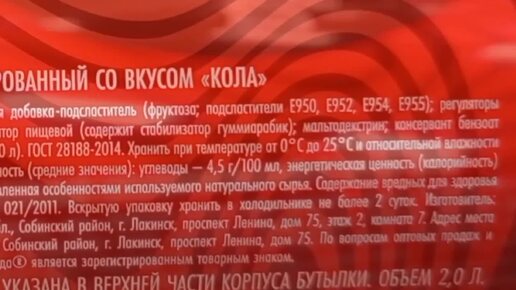 РОВАННЫЙ СО ВКУСОМ «КОЛА»
я добавка-подсластитель (фруктоза; подсластители Е950, Е952, Е954, Е955); регуляторы
тор пищевой (содержит стабилизатор гуммиарабик); мальтодекстрин; консервант бензоат
0 л). ГОСТ 28188-2014. Хранить при температуре от 0°С до 25°С и относительной влажности
ность (средние значения): углеводы – 4,5 г/100 мл, энергетическая ценность (калорийность)
вленная особенностями используемого натурального сырья. Содержание вредных для здоровья
021/2011. Вскрытую упаковку хранить в холодильнике не более 2 суток. Изготовитель:
бл., Собинский район, г. Лакинск, проспект Ленина, дом 75, этаж 2, комната 7. Адрес места
Собинский район, г. Лакинск, проспект Ленина, дом 75. По вопросам оптовых продаж и
да® является зарегистрированным товарным знаком.
УКАЗАНА В ВЕРХНЕЙ ЧАСТИ КОРПУСА БУТЫЛКИ. ОБЪЕМ 2,0 Л.